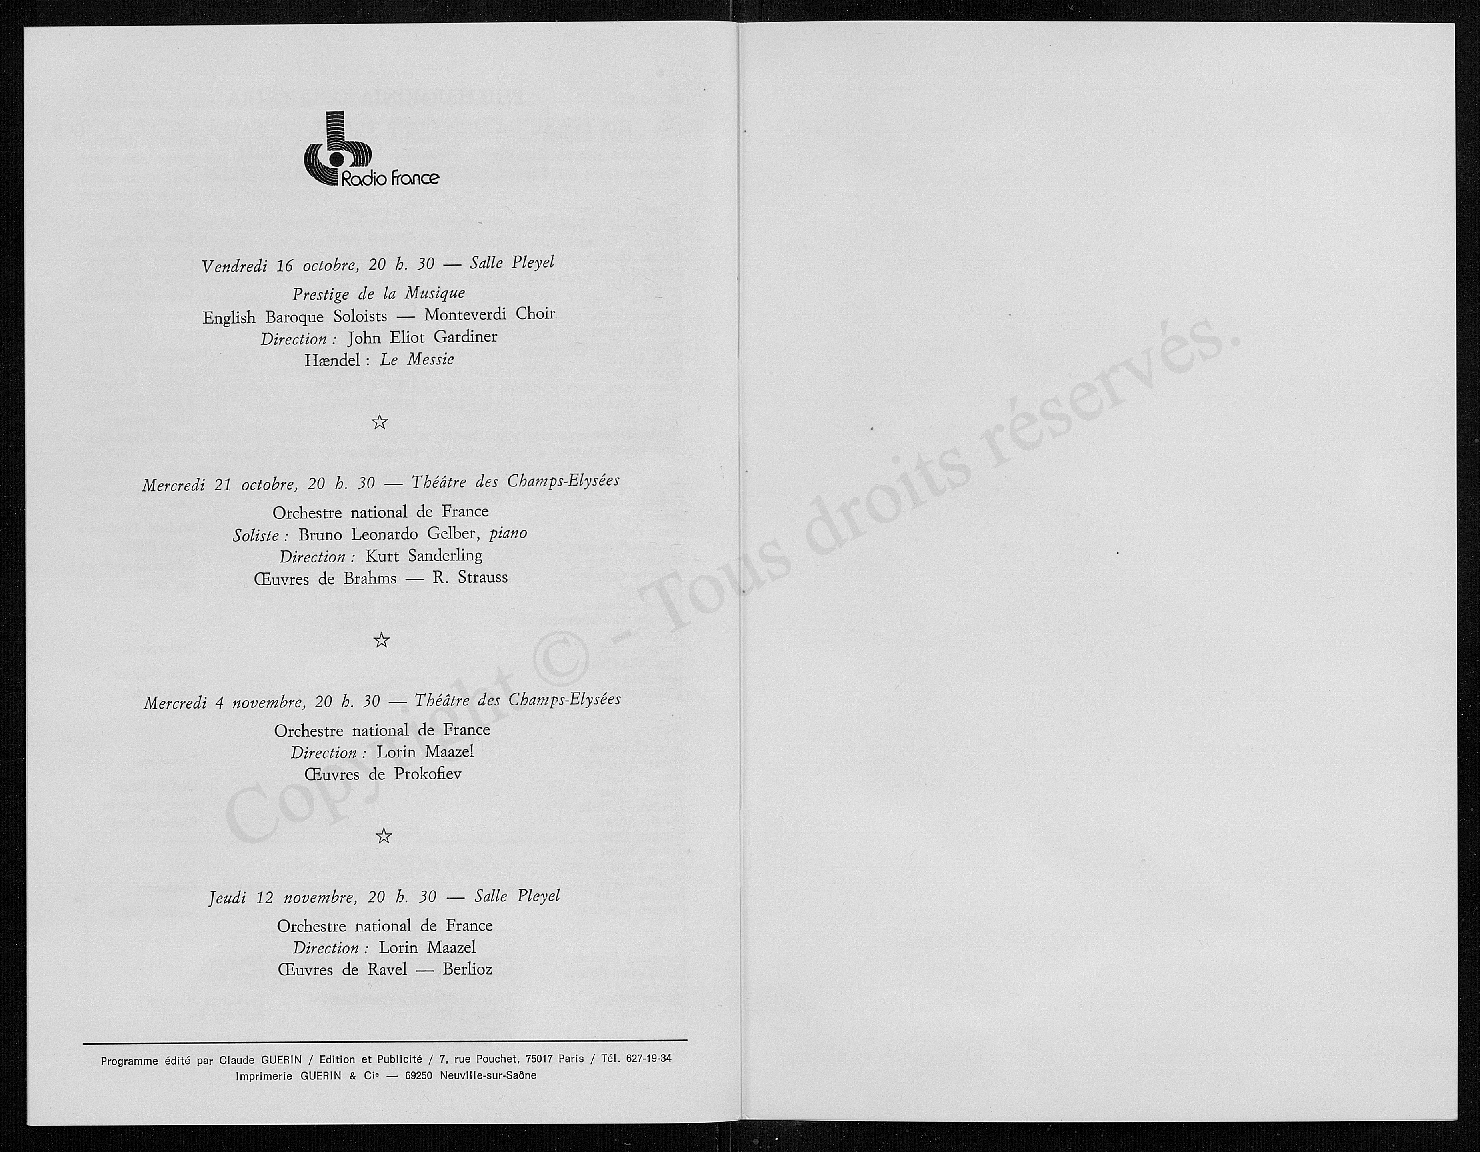 Radio France
Vendredi 16 octobre, 20 h. 30 — Salle Pleyel
Prestige de la Musique
English Baroque Soloists — Monteverdi Choir
Direction : John Eliot Gardiner
Hændel : Le Messie
☆
Mercredi 21 octobre, 20 h. 30 — Théâtre des Champs-Elysées
Orchestre national de France
Soliste : Bruno Leonardo Gelber, piano
Direction : Kurt Sanderling
Œuvres de Brahms — R. Strauss
☆
Mercredi 4 novembre, 20 h. 30 — Théâtre des Champs-Elysées
Orchestre national de France
Direction : Lorin Maazel
Œuvres de Prokofiev
☆
Jeudi 12 novembre, 20 h. 30 — Salle Pleyel
Orchestre national de France
Direction : Lorin Maazel
Œuvres de Ravel — Berlioz
Programme édité par Claude GUERIN / Edition et Publicité / 7, rue Pouchet, 75017 Paris / Tél. 627-19-34
Imprimerie GUERIN & Cie — 69250 Neuville-sur-Saône
Copyright © - Tous droits réservés.